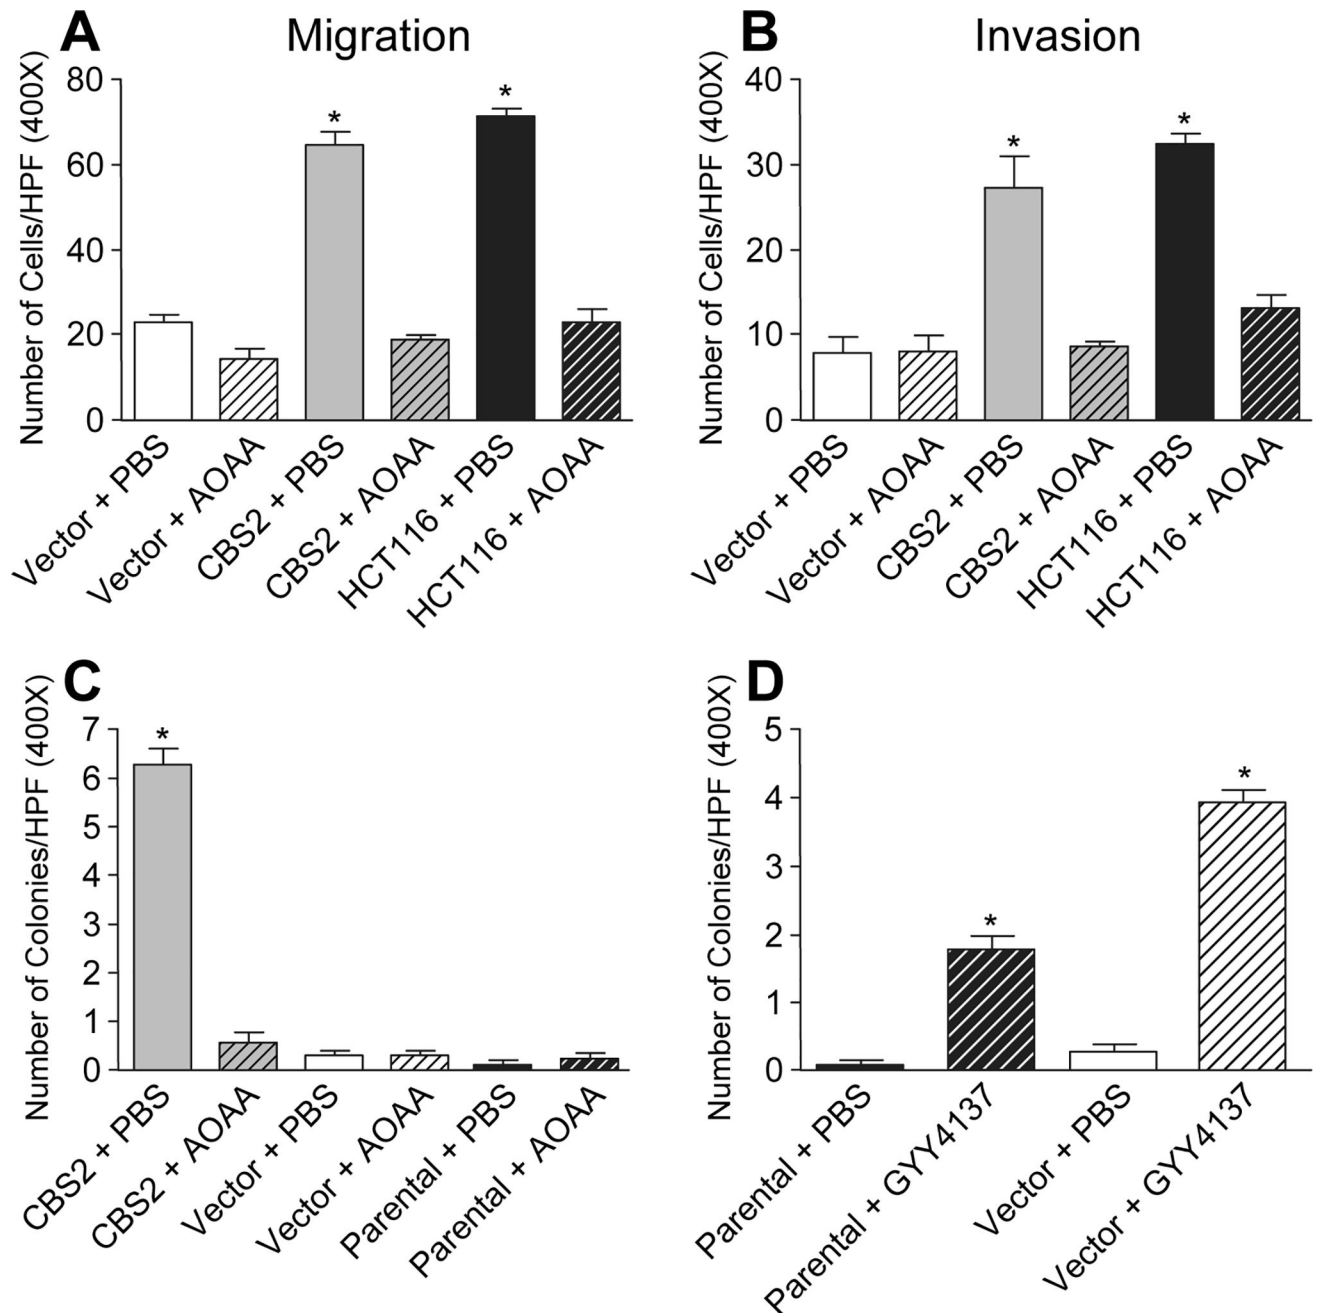 A Migration
Number of Cells/HPF (400X)
80
60
40
20
0
*
*
Vector + PBS
Vector + AOAA
CBS2 + PBS
CBS2 + AOAA
HCT116 + PBS
HCT116 + AOAA
B Invasion
Number of Cells/HPF (400X)
40
30
20
10
0
*
*
Vector + PBS
Vector + AOAA
CBS2 + PBS
CBS2 + AOAA
HCT116 + PBS
HCT116 + AOAA
C
Number of Colonies/HPF (400X)
7
6
5
4
3
2
1
0
*
CBS2 + PBS
CBS2 + AOAA
Vector + PBS
Vector + AOAA
Parental + PBS
Parental + AOAA
D
Number of Colonies/HPF (400X)
5
4
3
2
1
0
*
*
Parental + PBS
Parental + GYY4137
Vector + PBS
Vector + GYY4137